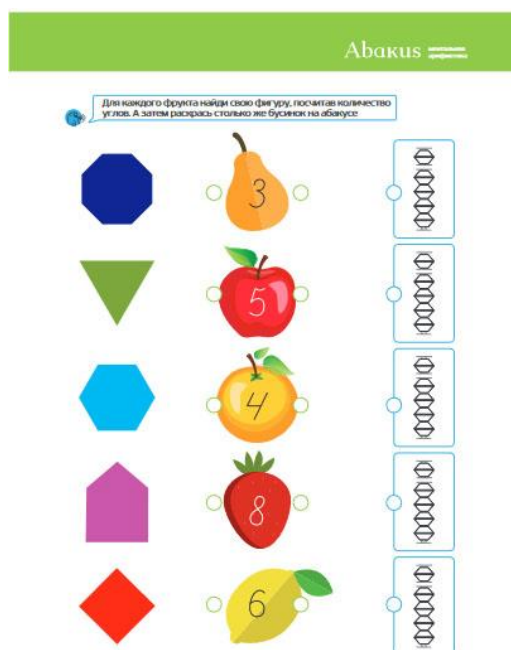 Abakus
Для каждого фрукта найди свою фигуру, посчитав количество
углов. А затем раскрась столько же бусинок на абакусе
3
5
4
8
6